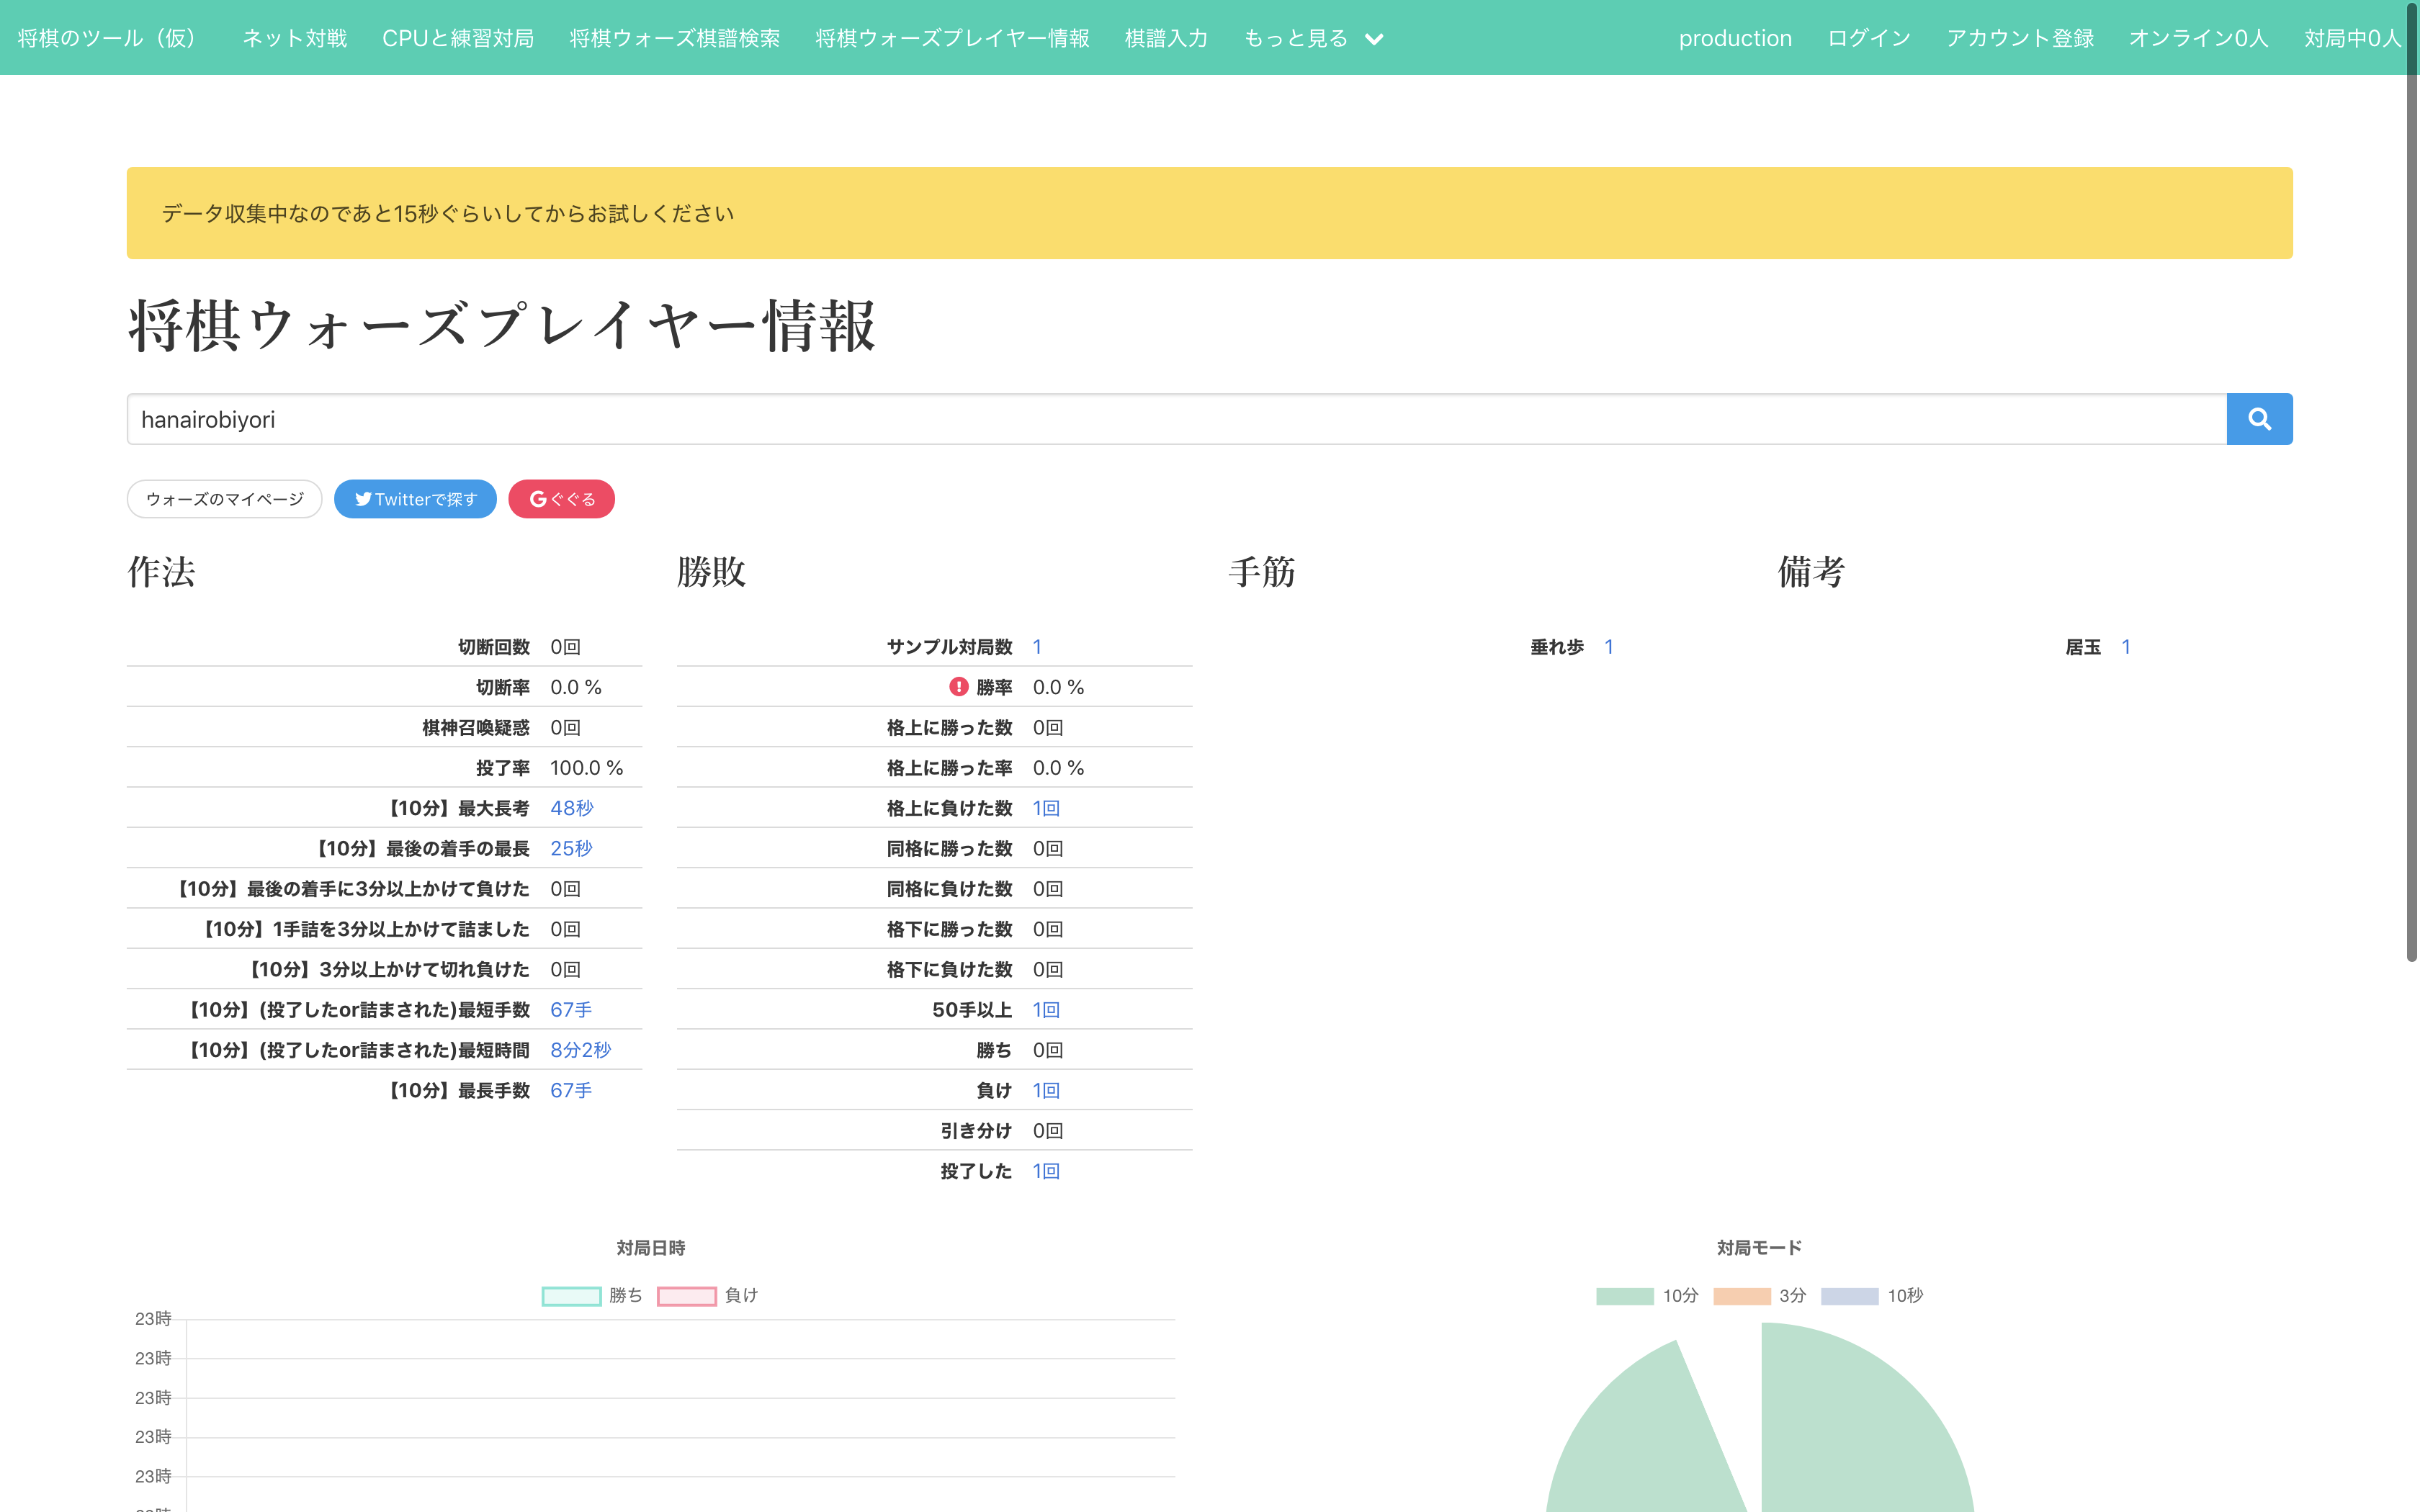 将棋のツール（仮） ネット対戦 CPUと練習対局 将棋ウォーズ棋譜検索 将棋ウォーズプレイヤー情報 棋譜入力 もっと見る production ログイン アカウント登録 オンライン0人 対局中0人
データ収集中なのであと15秒ぐらいしてからお試しください
将棋ウォーズプレイヤー情報
hanairobiyori
ウォーズのマイページ Twitterで探す ぐぐる
作法
切断回数 0回
切断率 0.0 %
棋神召喚疑惑 0回
投了率 100.0 %
【10分】最大長考 48秒
【10分】最後の着手の最長 25秒
【10分】最後の着手に3分以上かけて負けた 0回
【10分】1手詰を3分以上かけて詰ました 0回
【10分】3分以上かけて切れ負けた 0回
【10分】(投了したor詰まされた)最短手数 67手
【10分】(投了したor詰まされた)最短時間 8分2秒
【10分】最長手数 67手
勝敗
サンプル対局数 1
勝率 0.0 %
格上に勝った数 0回
格上に勝った率 0.0 %
格上に負けた数 1回
同格に勝った数 0回
同格に負けた数 0回
格下に勝った数 0回
格下に負けた数 0回
50手以上 1回
勝ち 0回
負け 1回
引き分け 0回
投了した 1回
手筋
垂れ歩 1
備考
居玉 1
対局日時
勝ち 負け
23時
23時
23時
23時
23時
対局モード
10分 3分 10秒